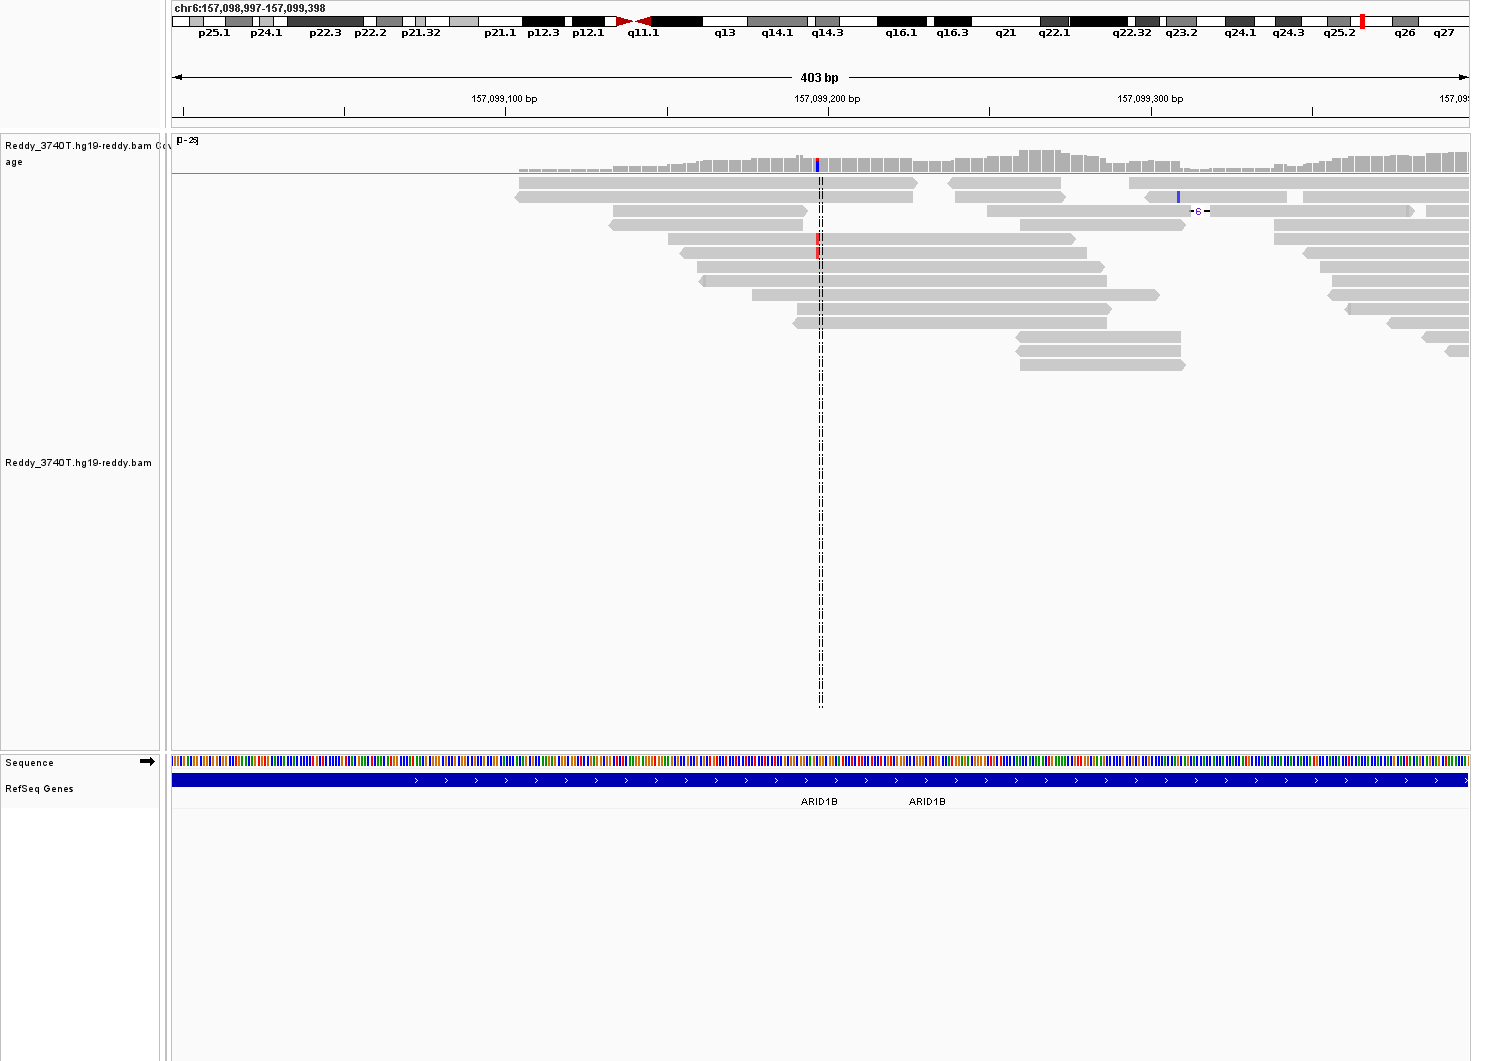 chr6:157,098,997-157,099,398
p25.1 p24.1 p22.3 p22.2 p21.32 p21.1 p12.3 p12.1 q11.1 q13 q14.1 q14.3 q16.1 q16.3 q21 q22.1 q22.32 q23.2 q24.1 q24.3 q25.2 q26 q27
403 bp
157,099,100 bp 157,099,200 bp 157,099,300 bp 157,099
Reddy_3740T.hg19-reddy.bam Cov
age
[0-25]
6
Reddy_3740T.hg19-reddy.bam
Sequence
RefSeq Genes
ARID1B ARID1B